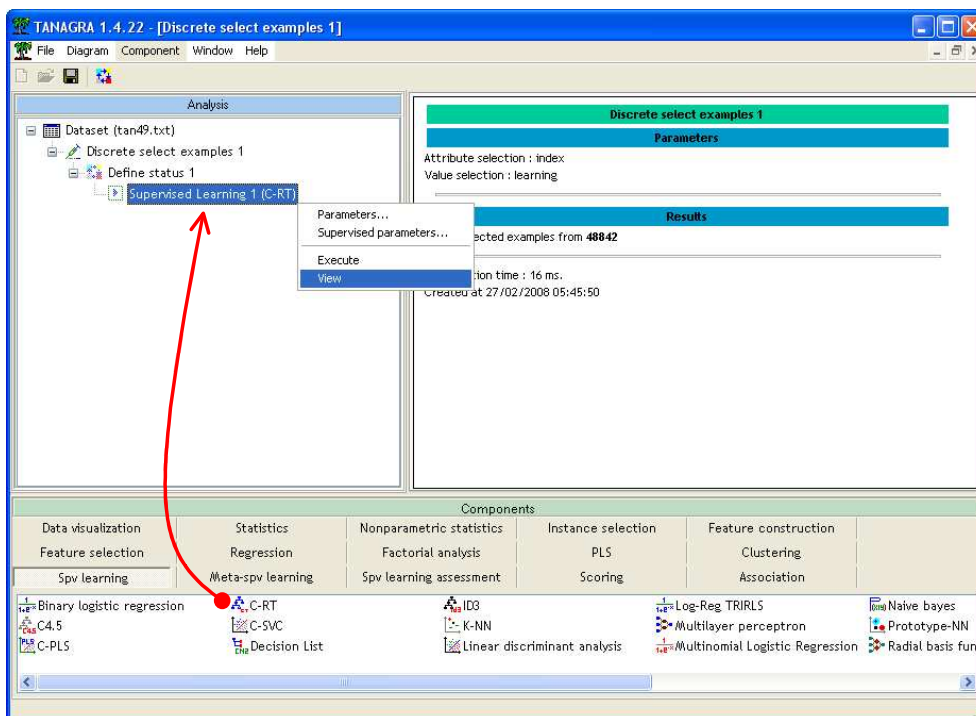 TANAGRA 1.4.22 - [Discrete select examples 1]
File Diagram Component Window Help
Analysis
Dataset (tan49.txt)
Discrete select examples 1
Define status 1
Supervised Learning 1 (C-RT)
Parameters...
Supervised parameters...
Execute
View
Discrete select examples 1
Parameters
Attribute selection : index
Value selection : learning
Results
ected examples from 48842
tion time : 16 ms.
Created at 27/02/2008 05:45:50
Components
Data visualization Statistics Nonparametric statistics Instance selection Feature construction
Feature selection Regression Factorial analysis PLS Clustering
Spv learning Meta-spv learning Spv learning assessment Scoring Association
Binary logistic regression C-RT ID3 Log-Reg TRIRLS Naive bayes
C4.5 C-SVC K-NN Multilayer perceptron Prototype-NN
C-PLS Decision List Linear discriminant analysis Multinomial Logistic Regression Radial basis fun